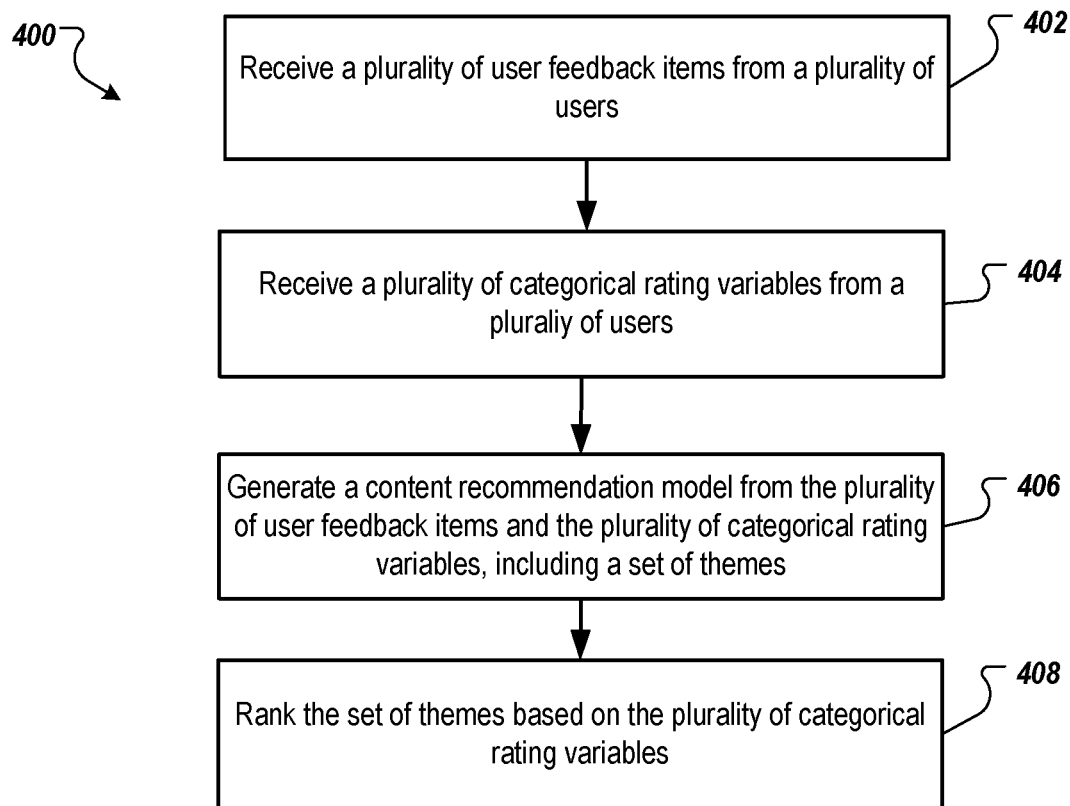 400
402
Receive a plurality of user feedback items from a plurality of
users
404
Receive a plurality of categorical rating variables from a
pluraliy of users
406
Generate a content recommendation model from the plurality
of user feedback items and the plurality of categorical rating
variables, including a set of themes
408
Rank the set of themes based on the plurality of categorical
rating variables